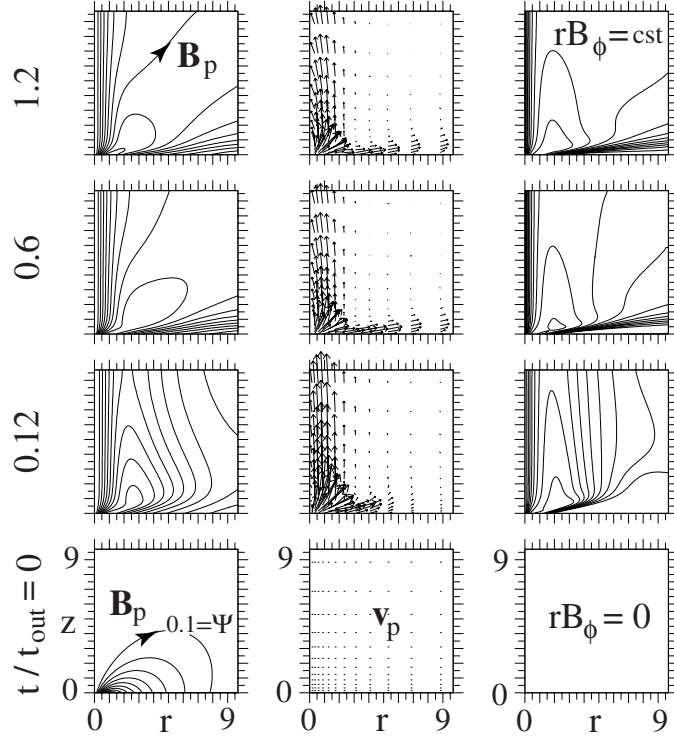 1.2
B_p
rB_ϕ = cst
0.6
0.12
t / t_out = 0
9
z
0
B_p
0.1=Ψ
0 r 9
9
0
v_p
0 r 9
9
0
rB_ϕ = 0
0 r 9